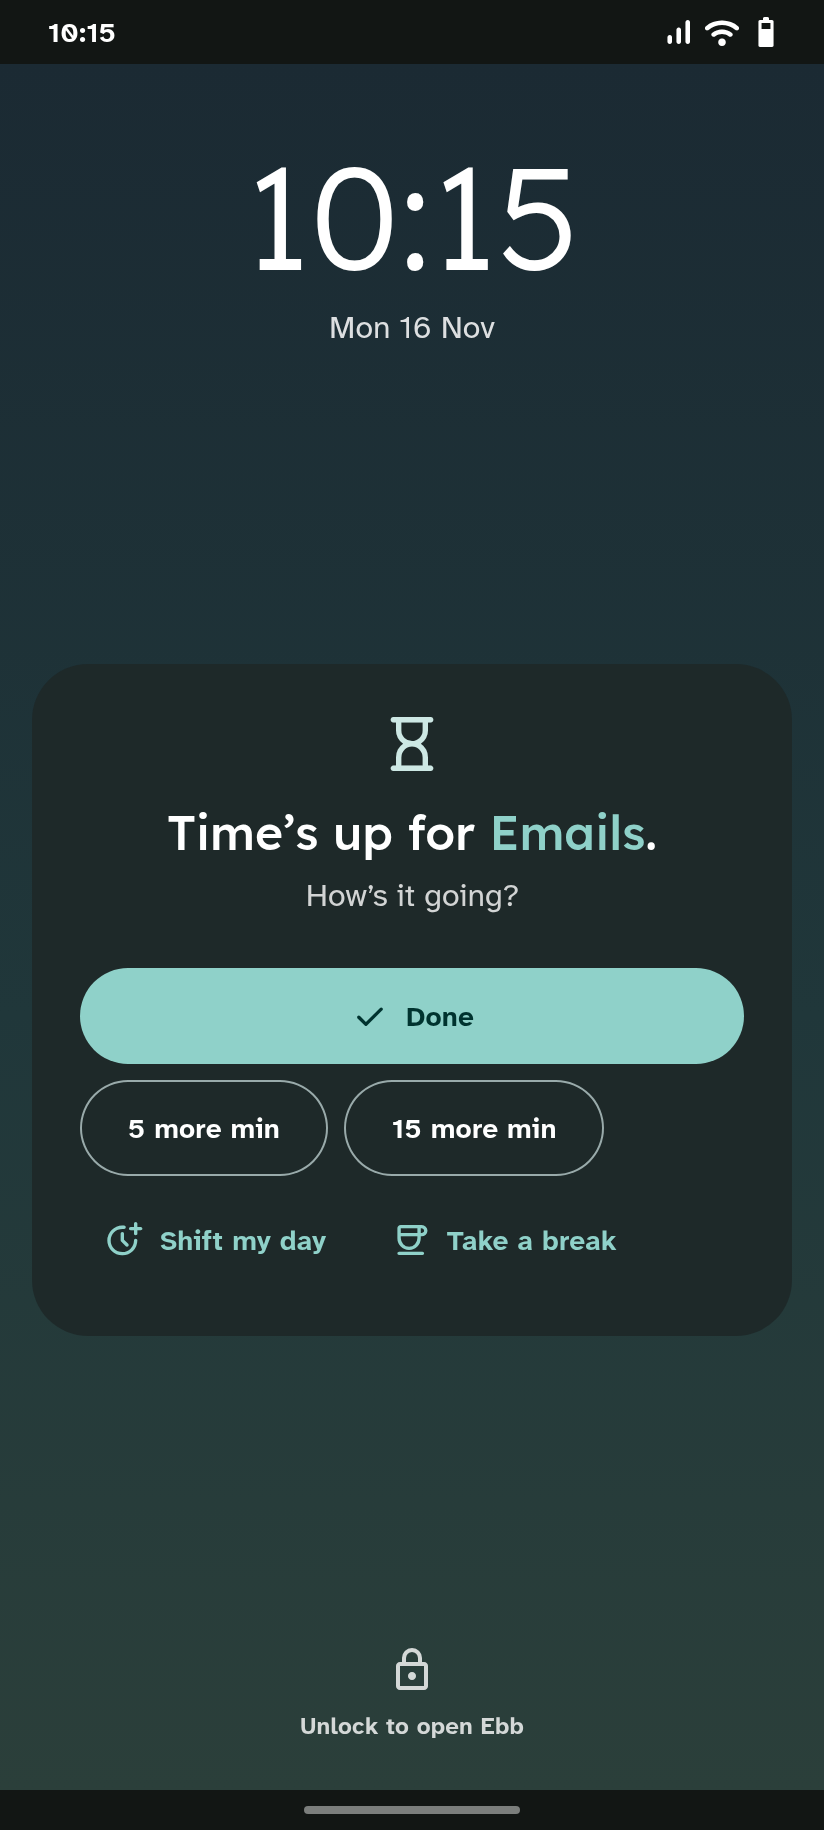 10:15
10:15
Mon 16 Nov
Time’s up for Emails.
How’s it going?
Done
5 more min
15 more min
Shift my day
Take a break
Unlock to open Ebb